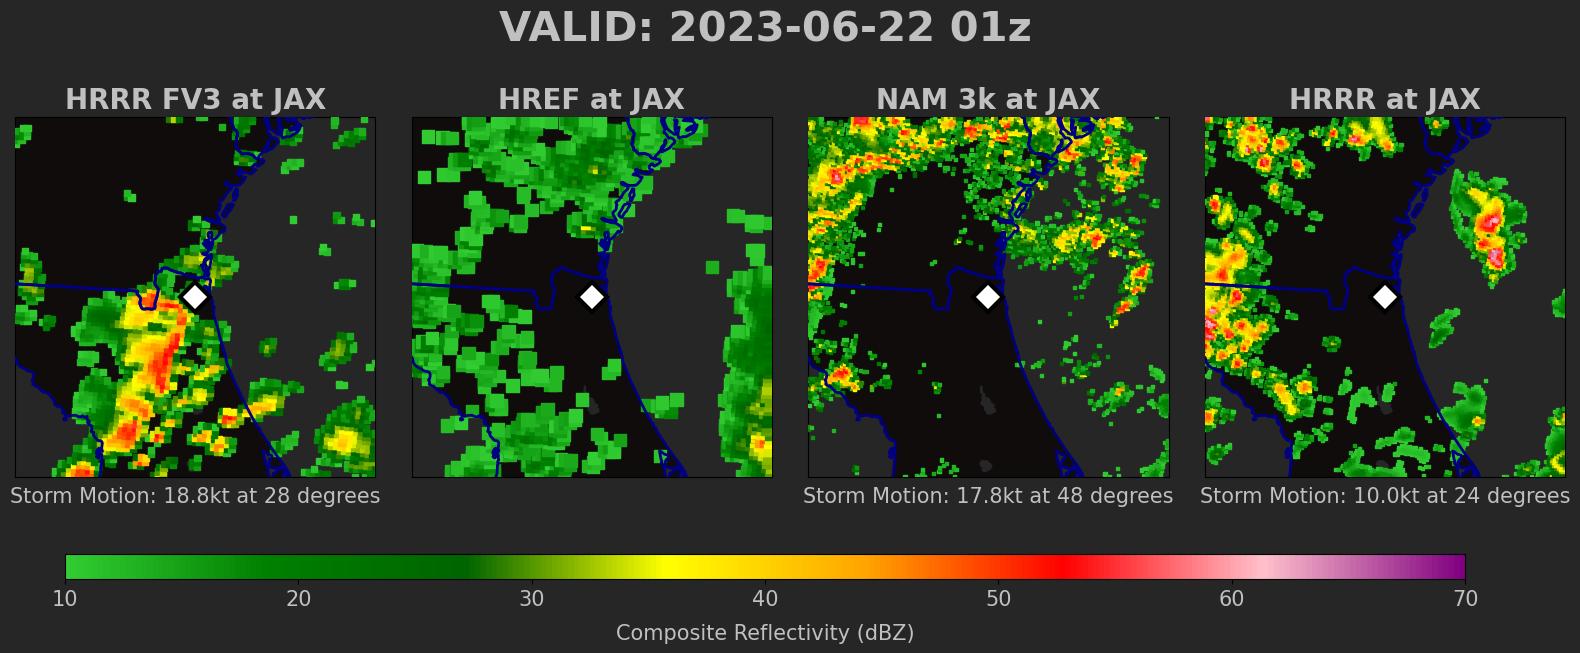 VALID: 2023-06-22 01z
HRRR FV3 at JAX
HREF at JAX
NAM 3k at JAX
HRRR at JAX
Storm Motion: 18.8kt at 28 degrees
Storm Motion: 17.8kt at 48 degrees
Storm Motion: 10.0kt at 24 degrees
10 20 30 40 50 60 70
Composite Reflectivity (dBZ)